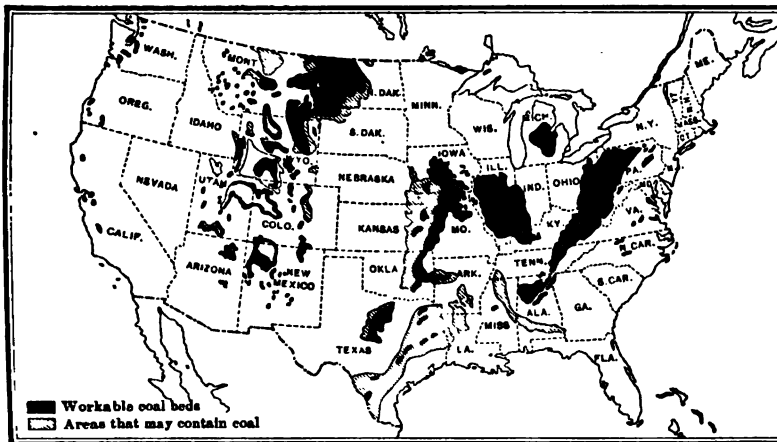 WASH.
MONT.
DAK.
MINN.
ME.
OREG.
IDAHO
S. DAK.
WIS.
MICH.
N.Y.
MASS.
WYO.
IOWA
NEVADA
UTAH
NEBRASKA
ILL.
IND.
OHIO
PA.
CALIF.
COLO.
KANSAS
MO.
KY.
VA.
ARIZONA
NEW
MEXICO
OKLA
ARK.
TENN.
N. CAR.
S. CAR.
TEXAS
LA.
MISS
ALA.
GA.
FLA.
Workable coal beds
Areas that may contain coal